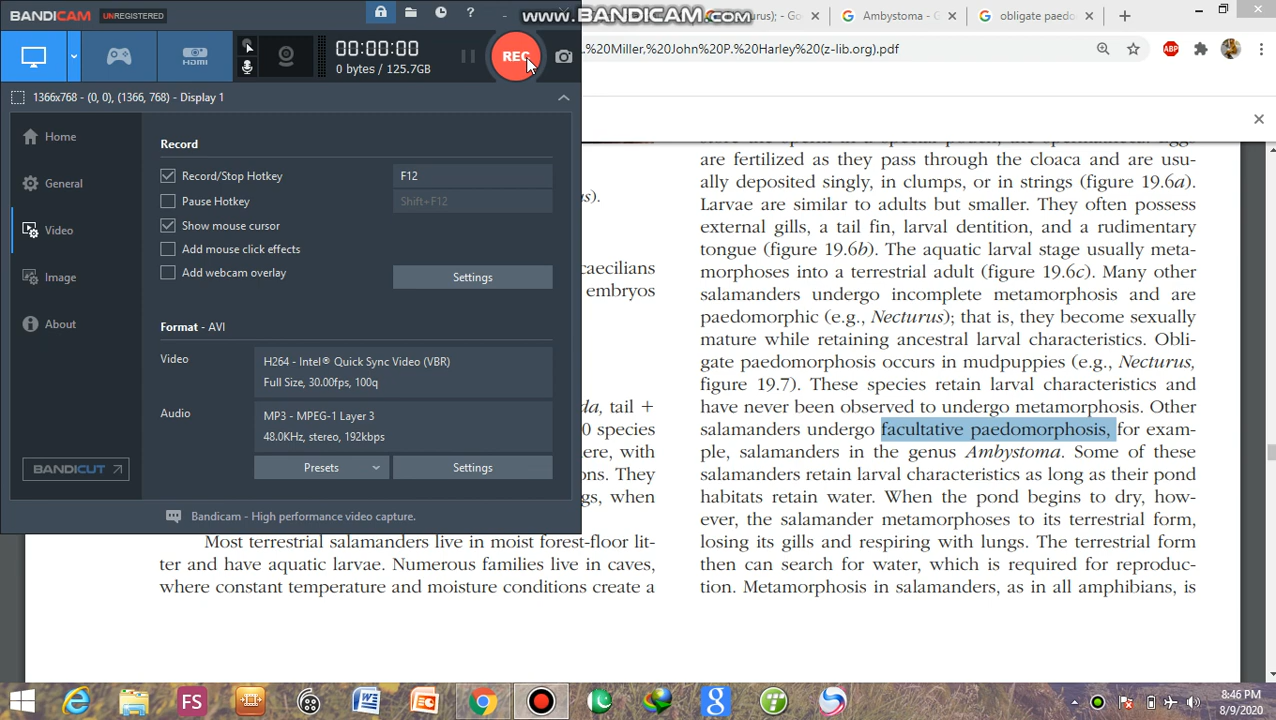 BANDICAM UNREGISTERED
www.BANDICAM.com
us); - Go
Ambystoma - G
obligate paedo
00:00:00
0 bytes / 125.7GB
HDMI
REC
.%20Miller,%20John%20P.%20Harley (z-lib.org).pdf
ABP
1366x768 - (0, 0), (1366, 768) - Display 1
Home
General
Video
Image
About
BANDICUT
Record
Record/Stop Hotkey F12
Pause Hotkey Shift+F12
Show mouse cursor
Add mouse click effects
Add webcam overlay
Settings
Format - AVI
Video
H264 - Intel® Quick Sync Video (VBR)
Full Size, 30.00fps, 100q
Audio
MP3 - MPEG-1 Layer 3
48.0KHz, stereo, 192kbps
Presets
Settings
Bandicam - High performance video capture.
s).
caecilians
embryos
da, tail +
0 species
ere, with
ons. They
gs, when
Most terrestrial salamanders live in moist forest-floor lit-
ter and have aquatic larvae. Numerous families live in caves,
where constant temperature and moisture conditions create a
are fertilized as they pass through the cloaca and are usu-
ally deposited singly, in clumps, or in strings (figure 19.6a).
Larvae are similar to adults but smaller. They often possess
external gills, a tail fin, larval dentition, and a rudimentary
tongue (figure 19.6b). The aquatic larval stage usually meta-
morphoses into a terrestrial adult (figure 19.6c). Many other
salamanders undergo incomplete metamorphosis and are
paedomorphic (e.g., Necturus); that is, they become sexually
mature while retaining ancestral larval characteristics. Obli-
gate paedomorphosis occurs in mudpuppies (e.g., Necturus,
figure 19.7). These species retain larval characteristics and
have never been observed to undergo metamorphosis. Other
salamanders undergo facultative paedomorphosis, for exam-
ple, salamanders in the genus Ambystoma. Some of these
salamanders retain larval characteristics as long as their pond
habitats retain water. When the pond begins to dry, how-
ever, the salamander metamorphoses to its terrestrial form,
losing its gills and respiring with lungs. The terrestrial form
then can search for water, which is required for reproduc-
tion. Metamorphosis in salamanders, as in all amphibians, is
FS
8:46 PM
8/9/2020